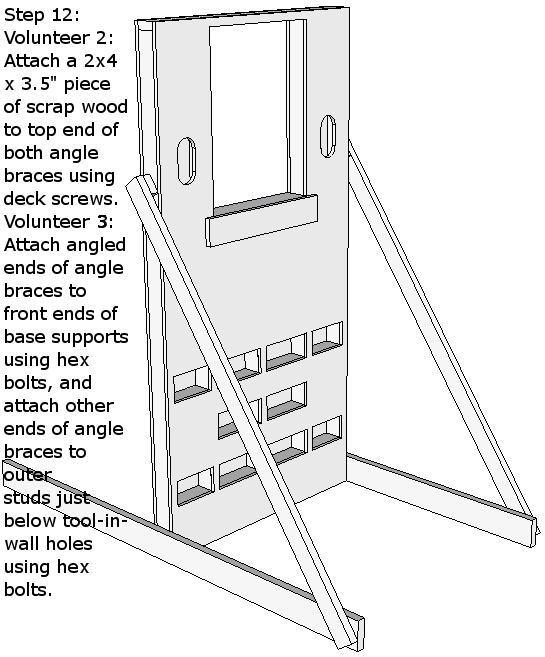 Step 12:
Volunteer 2:
Attach a 2x4
x 3.5" piece
of scrap wood
to top end of
both angle
braces using
deck screws.
Volunteer 3:
Attach angled
ends of angle
braces to
front ends of
base supports
using hex
bolts, and
attach other
ends of angle
braces to
outer
studs just
below tool-in-
wall holes
using hex
bolts.